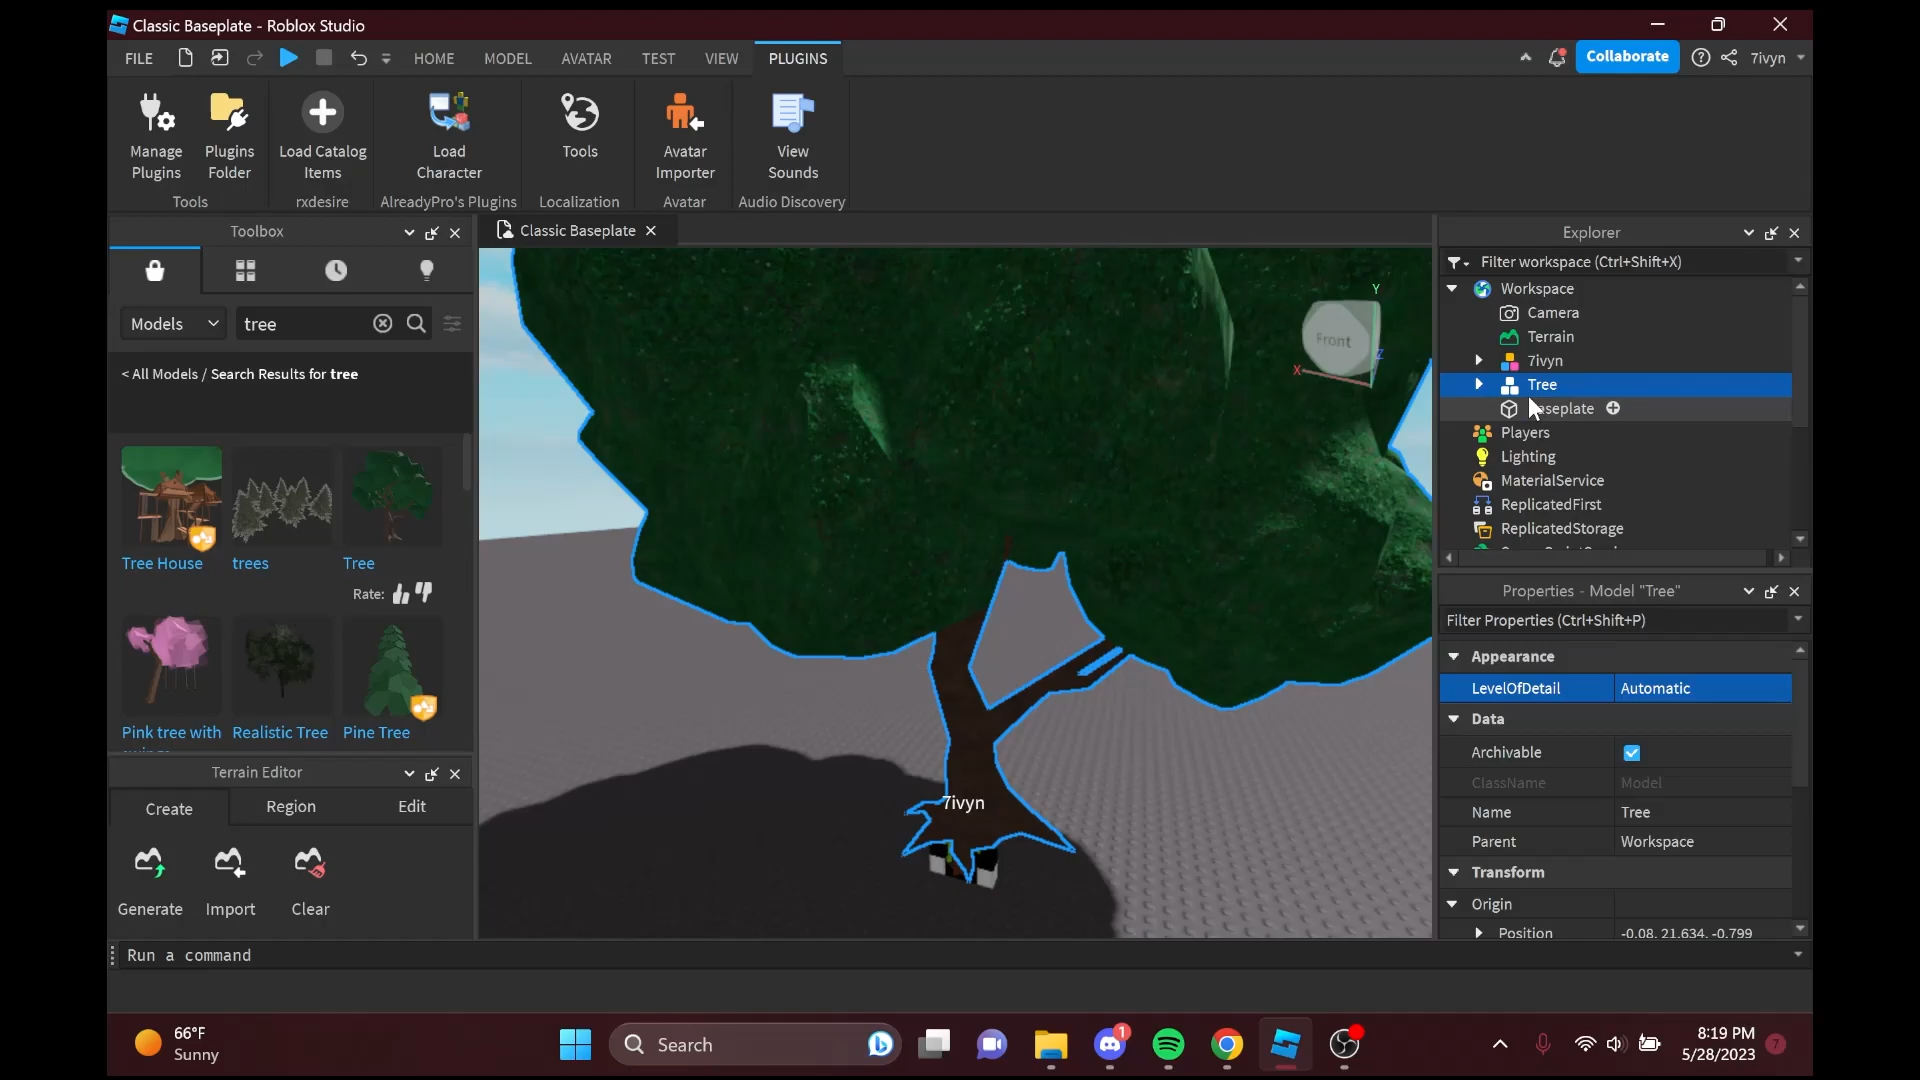 Classic Baseplate - Roblox Studio
FILE
HOME
MODEL
AVATAR
TEST
VIEW
PLUGINS
Collaborate
7ivyn
Manage
Plugins
Plugins
Folder
Load Catalog
Items
Load
Character
Tools
Avatar
Importer
View
Sounds
Tools
rxdesire
AlreadyPro's Plugins
Localization
Avatar
Audio Discovery
Toolbox
Models
tree
< All Models / Search Results for tree
Tree House
trees
Tree
Rate:
Pink tree with
Realistic Tree
Pine Tree
Terrain Editor
Create
Region
Edit
Generate
Import
Clear
Classic Baseplate
Front
Y
X
Z
7ivyn
Explorer
Filter workspace (Ctrl+Shift+X)
Workspace
Camera
Terrain
7ivyn
Tree
aseplate
Players
Lighting
MaterialService
ReplicatedFirst
ReplicatedStorage
Properties - Model "Tree"
Filter Properties (Ctrl+Shift+P)
Appearance
LevelOfDetail Automatic
Data
Archivable
ClassName Model
Name Tree
Parent Workspace
Transform
Origin
Position -0.08, 21.634, -0.799
Run a command
66°F
Sunny
Search
1
8:19 PM
5/28/2023
7